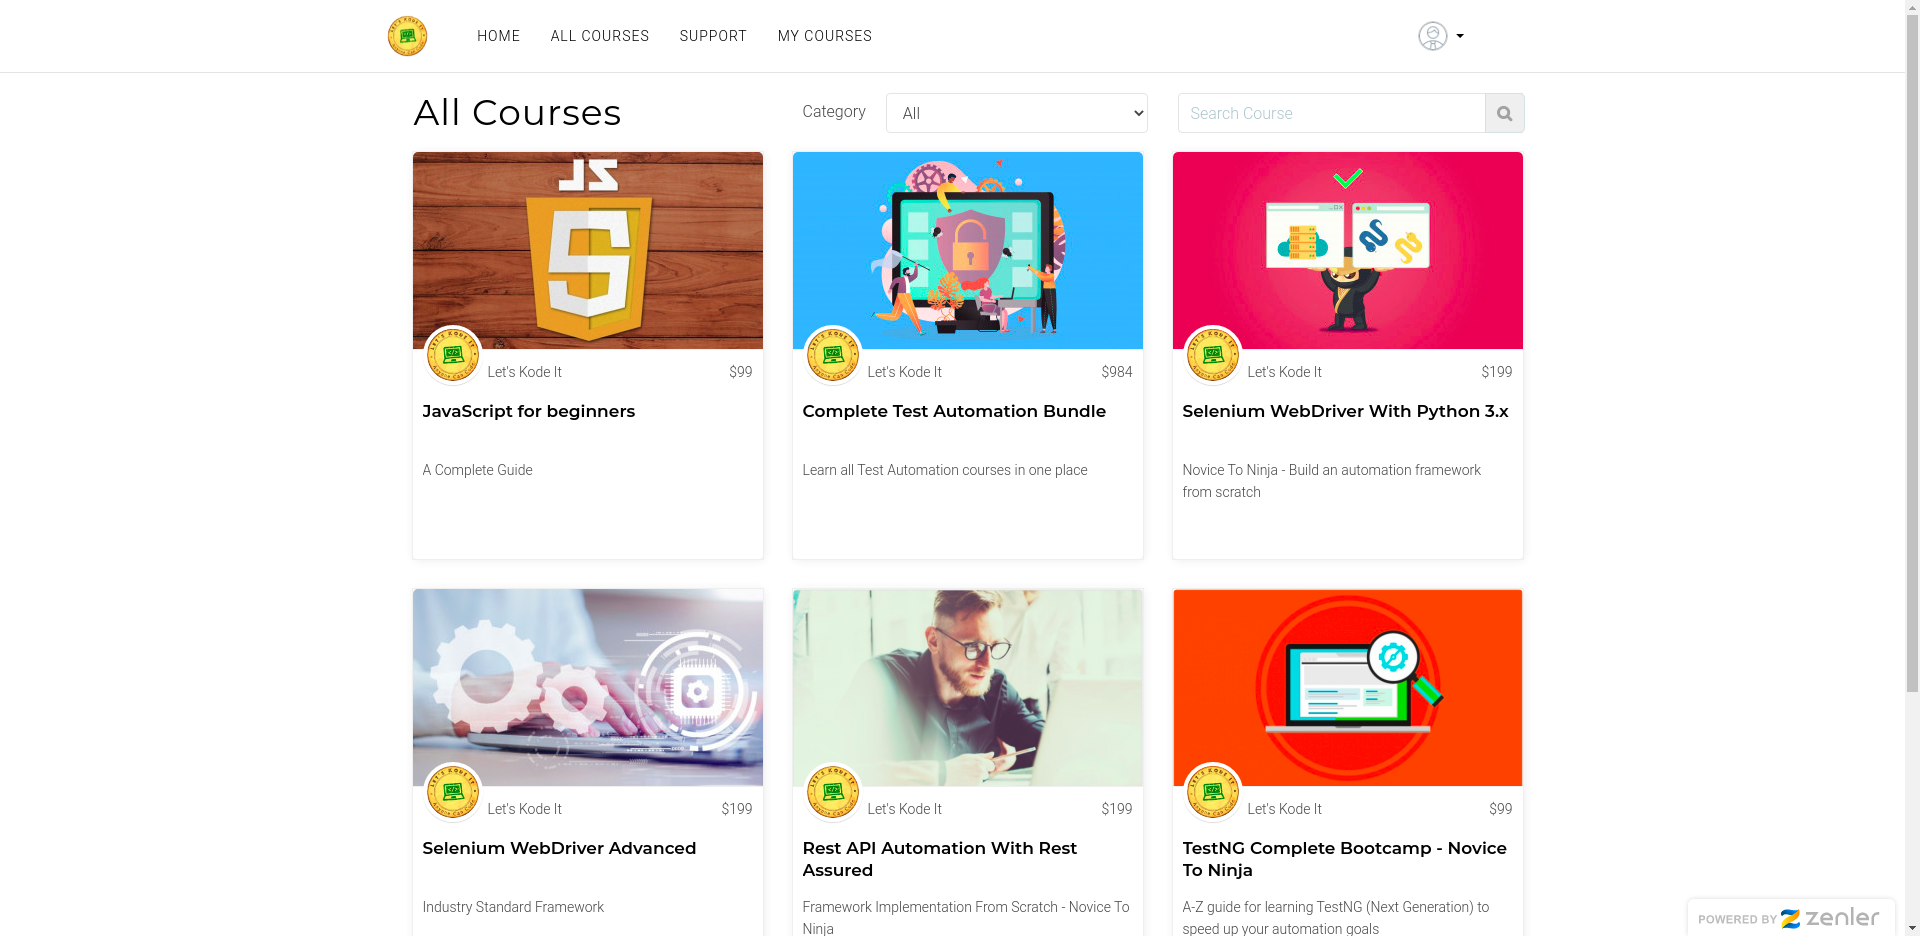 HOME
ALL COURSES
SUPPORT
MY COURSES
All Courses
Category
All
Search Course
JS
5
Let's Kode It
$99
JavaScript for beginners
A Complete Guide
Let's Kode It
$984
Complete Test Automation Bundle
Learn all Test Automation courses in one place
Let's Kode It
$199
Selenium WebDriver With Python 3.x
Novice To Ninja - Build an automation framework
from scratch
Let's Kode It
$199
Selenium WebDriver Advanced
Industry Standard Framework
Let's Kode It
$199
Rest API Automation With Rest
Assured
Framework Implementation From Scratch - Novice To
Ninja
Let's Kode It
$99
TestNG Complete Bootcamp - Novice
To Ninja
A-Z guide for learning TestNG (Next Generation) to
speed up your automation goals
POWERED BY zenler